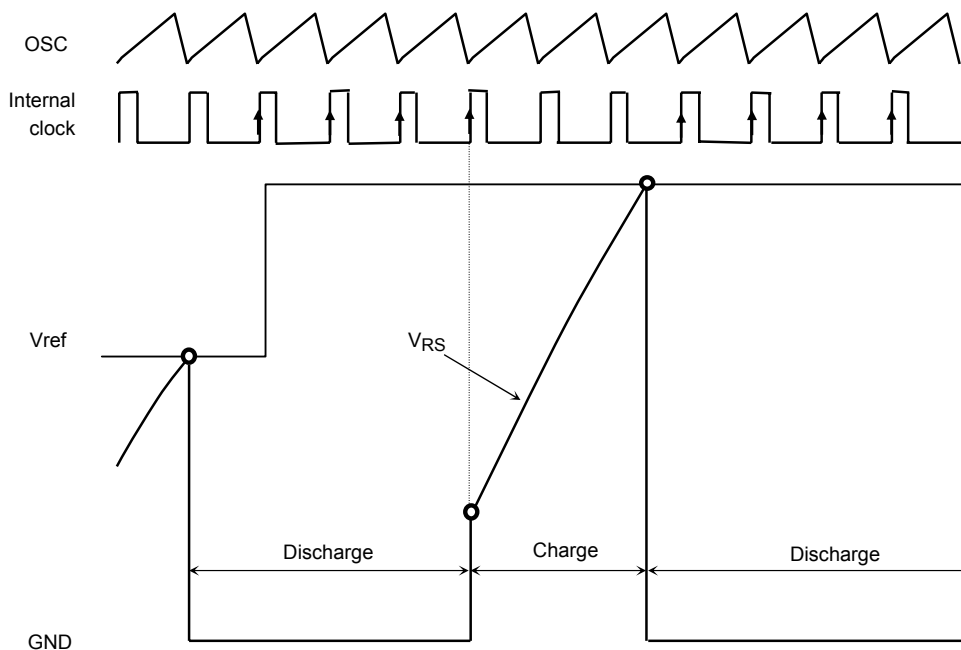 OSC
Internal
clock
Vref
VRS
Discharge
Charge
Discharge
GND